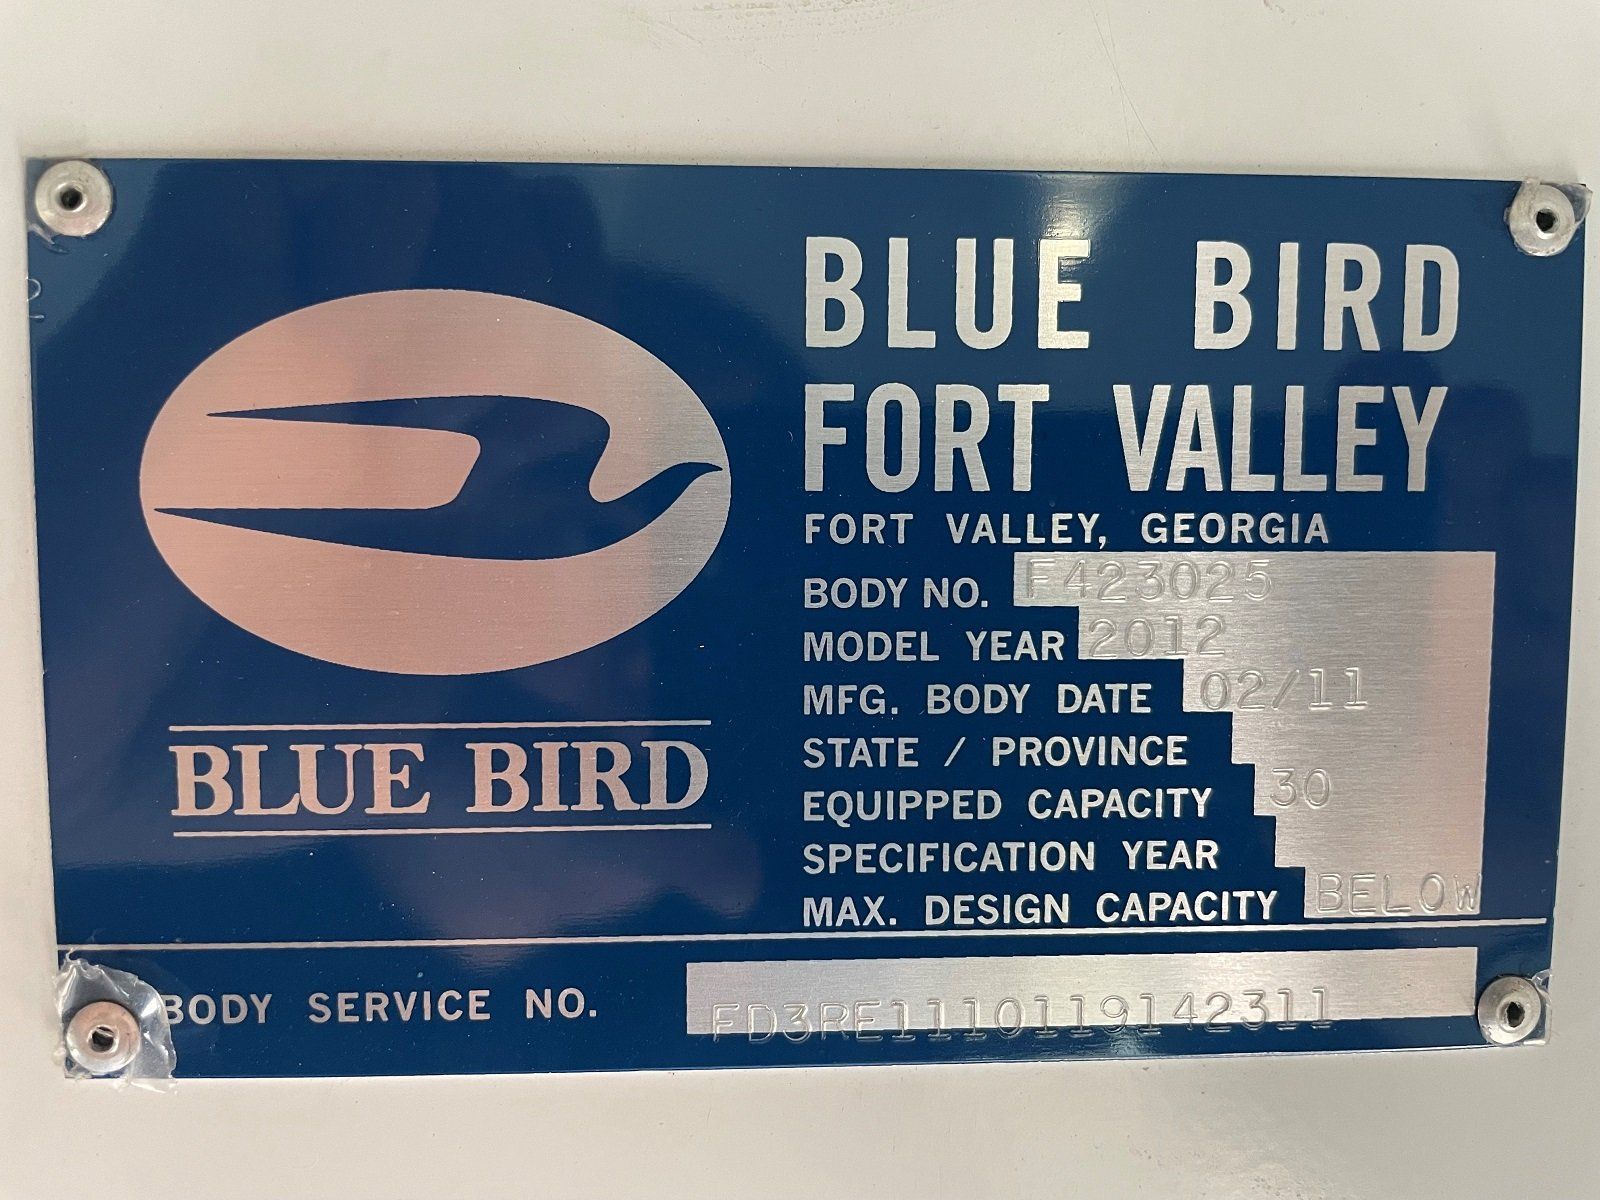 BLUE BIRD
BLUE BIRD
FORT VALLEY
FORT VALLEY, GEORGIA
BODY NO. F423025
MODEL YEAR 2012
MFG. BODY DATE 02/11
STATE / PROVINCE
EQUIPPED CAPACITY 30
SPECIFICATION YEAR
MAX. DESIGN CAPACITY BELOW
BODY SERVICE NO. FD3RE1110119142311